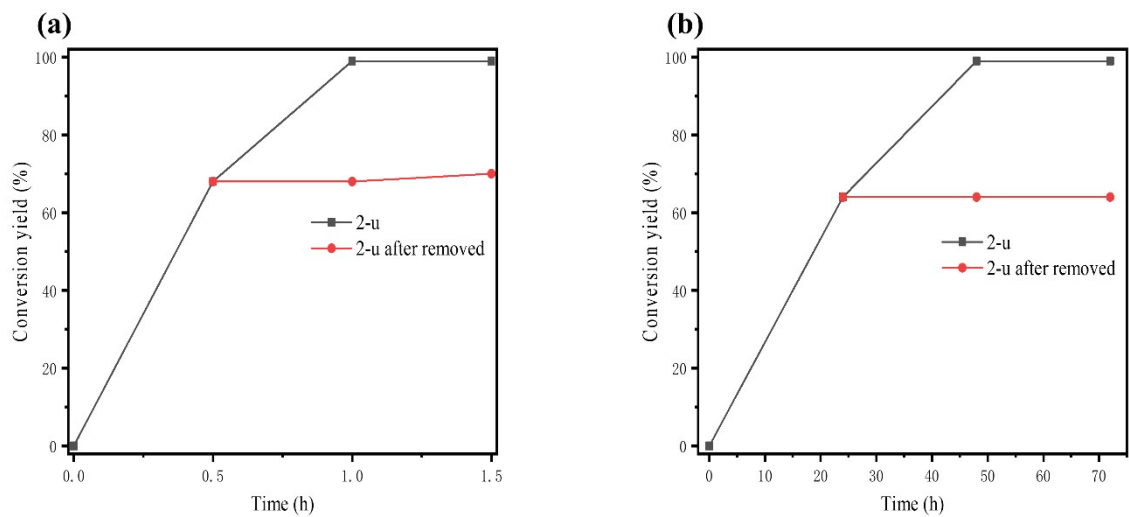 (a)
Conversion yield (%)
100
80
60
40
20
0
2-u
2-u after removed
0.0 0.5 1.0 1.5
Time (h)
(b)
Conversion yield (%)
100
80
60
40
20
0
2-u
2-u after removed
0 10 20 30 40 50 60 70
Time (h)